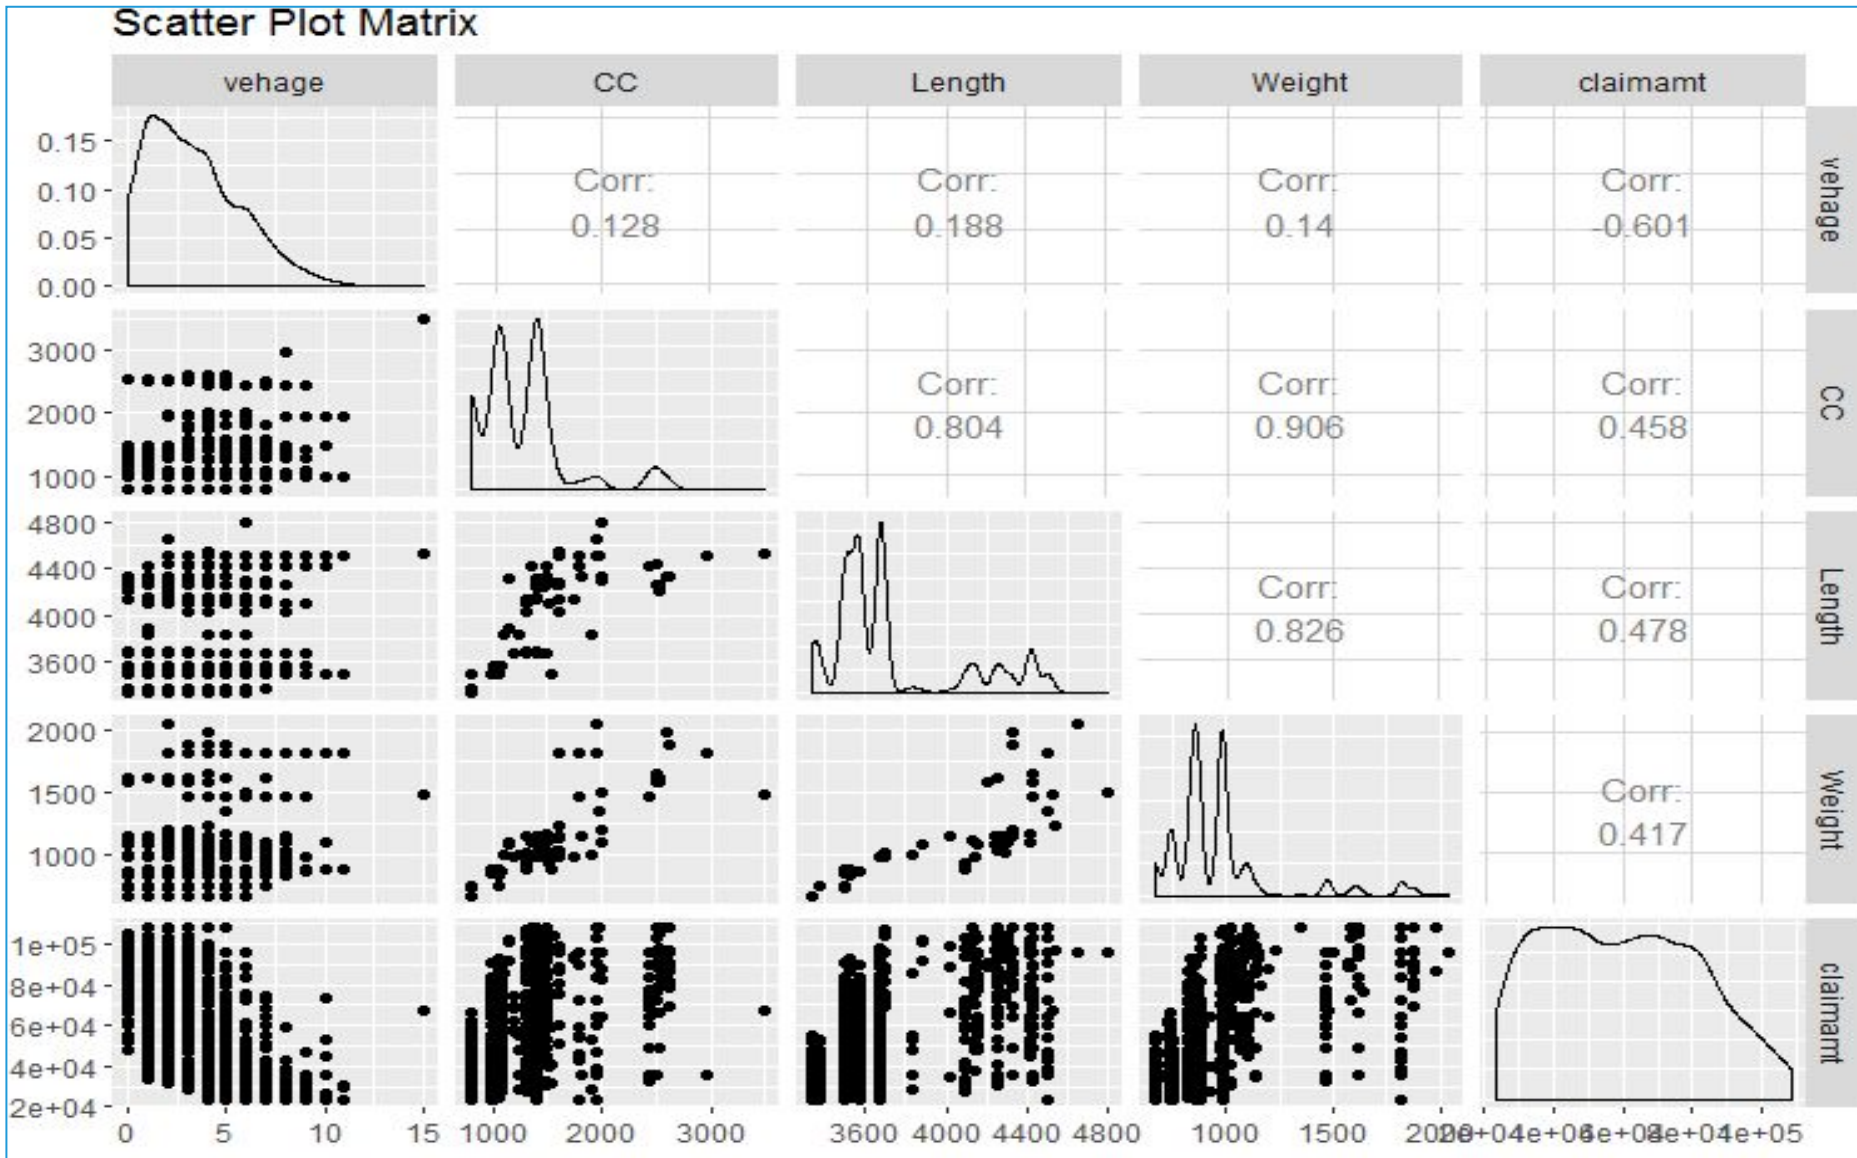 Scatter Plot Matrix
vehage CC Length Weight claimamt
0.15
0.10
0.05
0.00
Corr: Corr: Corr: Corr:
0.128 0.188 0.14 -0.601
vehage
3000
2000
1000
Corr: Corr: Corr:
0.804 0.906 0.458
CC
4800
4400
4000
3600
Corr: Corr:
0.826 0.478
Length
2000
1500
1000
Corr:
0.417
Weight
1e+05
8e+04
6e+04
4e+04
2e+04
claimamt
0 5 10 15 1000 2000 3000 3600 4000 4400 4800 1000 1500 1e+05